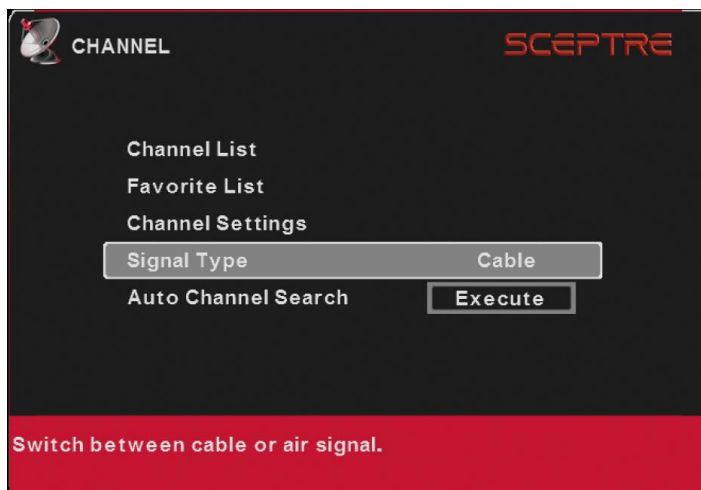 CHANNEL
SCEPTRE
Channel List
Favorite List
Channel Settings
Signal Type Cable
Auto Channel Search Execute
Switch between cable or air signal.